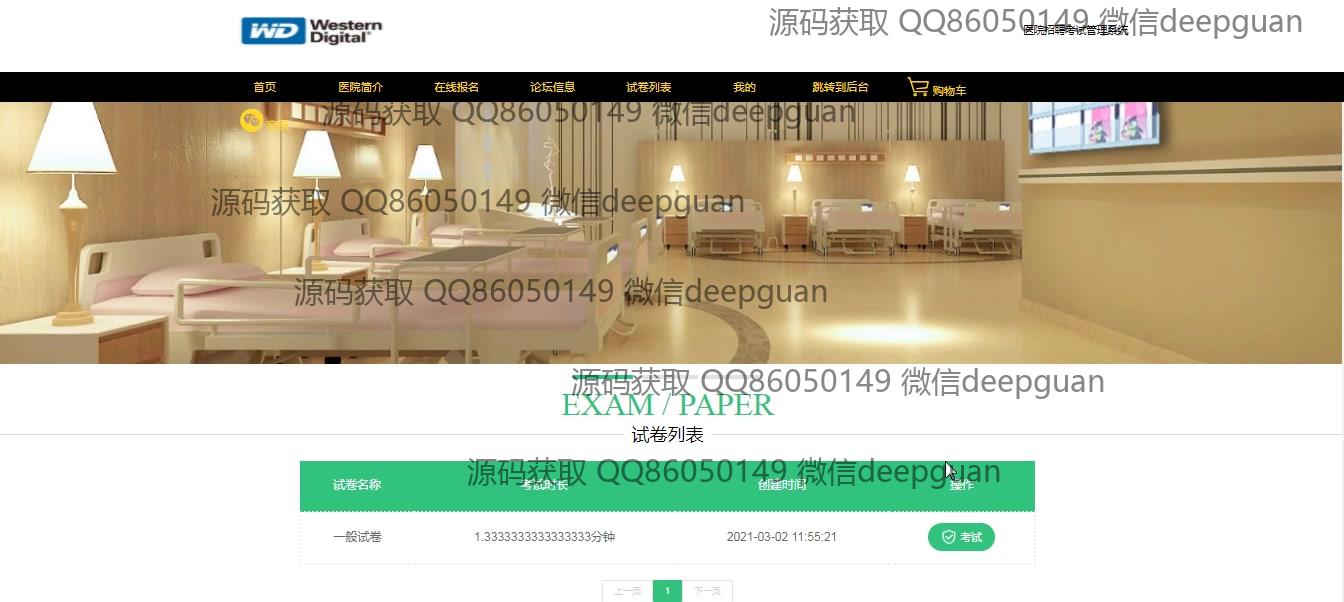 WD Western
Digital
源码获取 QQ86050149 微信deepguan
医院招聘考试管理系统
首页 医院简介 在线报名 论坛信息 试卷列表 我的 跳转到后台 购物车
源码获取 QQ86050149 微信deepguan
源码获取 QQ86050149 微信deepguan
源码获取 QQ86050149 微信deepguan
源码获取 QQ86050149 微信deepguan
EXAM / PAPER
试卷列表
源码获取 QQ86050149 微信deepguan
试卷名称 考试时长 创建时间 操作
一般试卷 1.3333333333333333分钟 2021-03-02 11:55:21 考试
上一页 1 下一页